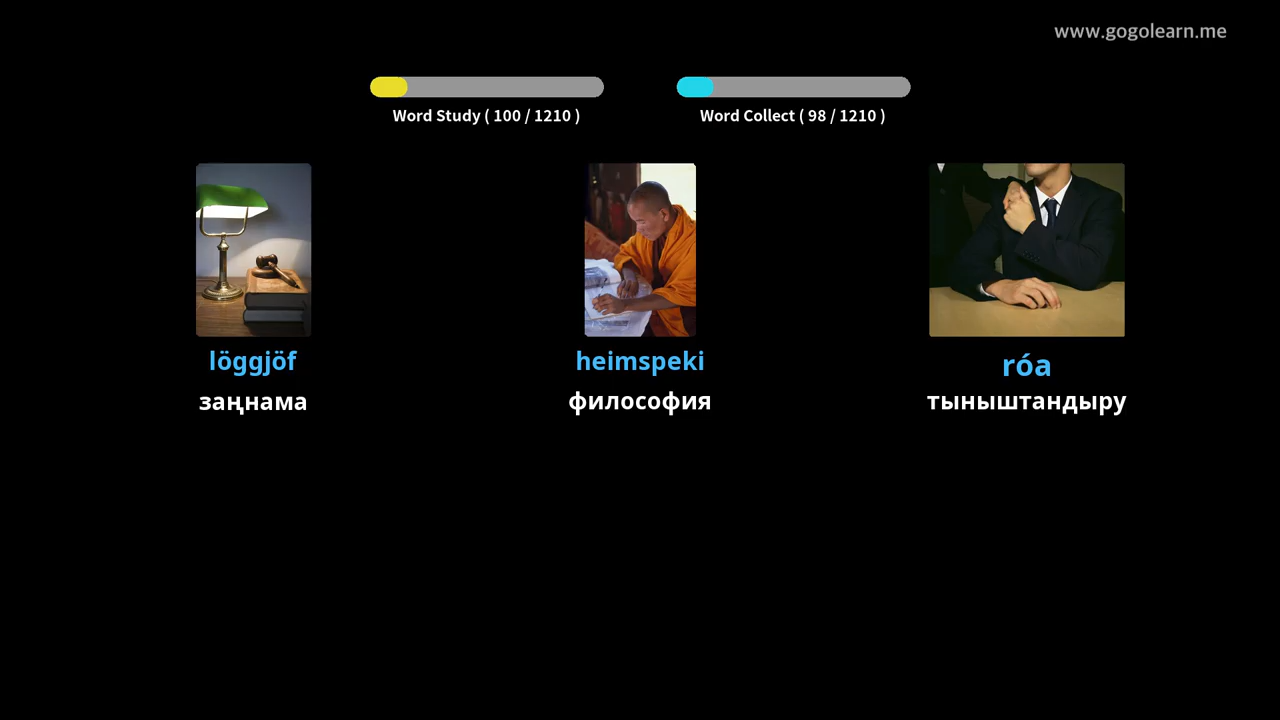 www.gogolearn.me
Word Study ( 100 / 1210 )
Word Collect ( 98 / 1210 )
löggjöf
heimspeki
róa
заңнама
философия
тыныштандыру